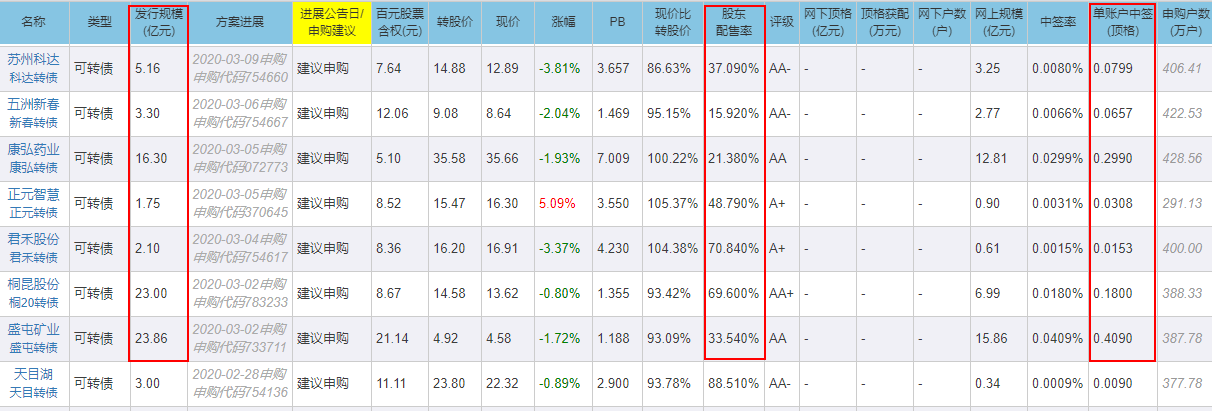 名称 类型 发行规模(亿元) 方案进展 进展公告日/申购建议 百元股票含权(元) 转股价 现价 涨幅 PB 现价比转股价 股东配售率 评级 网下顶格(亿元) 顶格获配(万元) 网下户数(户) 网上规模(亿元) 中签率 单账户中签(顶格) 申购户数(万户)
苏州科达 科达转债 可转债 5.16 2020-03-09申购 申购代码754660 建议申购 7.64 14.88 12.89 -3.81% 3.657 86.63% 37.090% AA- - - - 3.25 0.0080% 0.0799 406.41
五洲新春 新春转债 可转债 3.30 2020-03-06申购 申购代码754667 建议申购 12.06 9.08 8.64 -2.04% 1.469 95.15% 15.920% AA- - - - 2.77 0.0066% 0.0657 422.53
康弘药业 康弘转债 可转债 16.30 2020-03-05申购 申购代码072773 建议申购 5.10 35.58 35.66 -1.93% 7.009 100.22% 21.380% AA - - - 12.81 0.0299% 0.2990 428.56
正元智慧 正元转债 可转债 1.75 2020-03-05申购 申购代码370645 建议申购 8.52 15.47 16.30 5.09% 3.550 105.37% 48.790% A+ - - - 0.90 0.0031% 0.0308 291.13
君禾股份 君禾转债 可转债 2.10 2020-03-04申购 申购代码754617 建议申购 8.36 16.20 16.91 -3.37% 4.230 104.38% 70.840% A+ - - - 0.61 0.0015% 0.0153 400.00
桐昆股份 桐20转债 可转债 23.00 2020-03-02申购 申购代码783233 建议申购 8.67 14.58 13.62 -0.80% 1.355 93.42% 69.600% AA+ - - - 6.99 0.0180% 0.1800 388.33
盛屯矿业 盛屯转债 可转债 23.86 2020-03-02申购 申购代码733711 建议申购 21.14 4.92 4.58 -1.72% 1.188 93.09% 33.540% AA - - - 15.86 0.0409% 0.4090 387.78
天目湖 天目转债 可转债 3.00 2020-02-28申购 申购代码754136 建议申购 11.11 23.80 22.32 -0.89% 2.900 93.78% 88.510% AA- - - - 0.34 0.0009% 0.0090 377.78